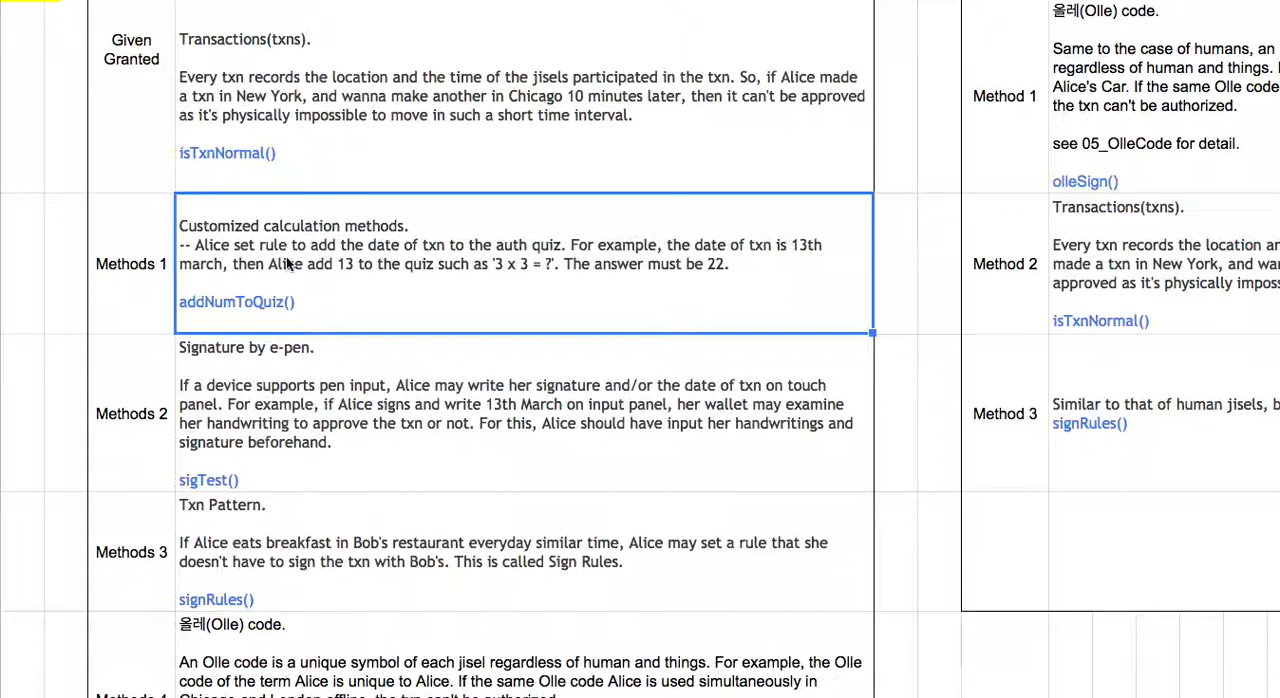 Given
Granted
Transactions(txns).
Every txn records the location and the time of the jisels participated in the txn. So, if Alice made
a txn in New York, and wanna make another in Chicago 10 minutes later, then it can't be approved
as it's physically impossible to move in such a short time interval.
isTxnNormal()
Methods 1
Customized calculation methods.
-- Alice set rule to add the date of txn to the auth quiz. For example, the date of txn is 13th
march, then Alice add 13 to the quiz such as '3 x 3 = ?'. The answer must be 22.
addNumToQuiz()
Methods 2
Signature by e-pen.
If a device supports pen input, Alice may write her signature and/or the date of txn on touch
panel. For example, if Alice signs and write 13th March on input panel, her wallet may examine
her handwriting to approve the txn or not. For this, Alice should have input her handwritings and
signature beforehand.
sigTest()
Methods 3
Txn Pattern.
If Alice eats breakfast in Bob's restaurant everyday similar time, Alice may set a rule that she
doesn't have to sign the txn with Bob's. This is called Sign Rules.
signRules()
올레(Olle) code.
An Olle code is a unique symbol of each jisel regardless of human and things. For example, the Olle
code of the term Alice is unique to Alice. If the same Olle code Alice is used simultaneously in
Chicago and London offline, the txn can't be authorized.
Methods 4
Method 1
올레(Olle) code.
Same to the case of humans, an
regardless of human and things.
Alice's Car. If the same Olle code
the txn can't be authorized.
see 05_OlleCode for detail.
olleSign()
Method 2
Transactions(txns).
Every txn records the location an
made a txn in New York, and wan
approved as it's physically impos
isTxnNormal()
Method 3
Similar to that of human jisels, b
signRules()